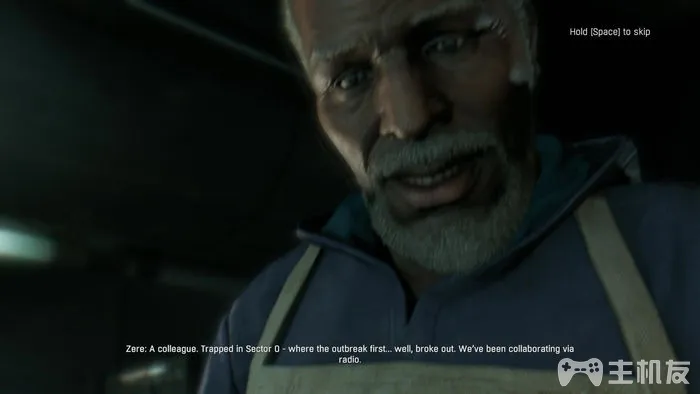 Hold [Space] to skip
Zere: A colleague. Trapped in Sector 0 - where the outbreak first... well, broke out. We've been collaborating via
radio.
主机友